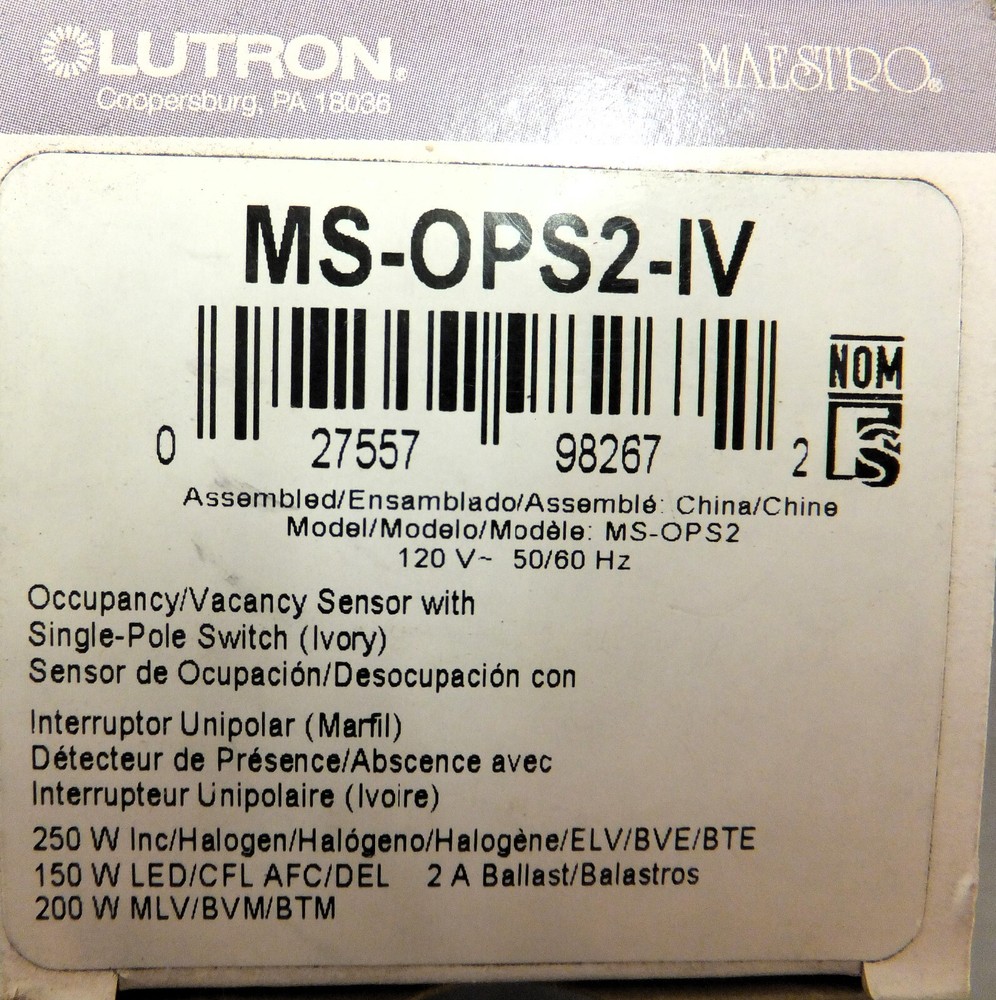 LUTRON®
Coopersburg, PA 18036
MAESTRO®
MS-OPS2-IV
0 27557 98267 2
NOM
Assembled/Ensamblado/Assemblé: China/Chine
Model/Modelo/Modèle: MS-OPS2
120 V~ 50/60 Hz
Occupancy/Vacancy Sensor with
Single-Pole Switch (Ivory)
Sensor de Ocupación/Desocupación con
Interruptor Unipolar (Marfil)
Détecteur de Présence/Abscence avec
Interrupteur Unipolaire (Ivoire)
250 W Inc/Halogen/Halógeno/Halogène/ELV/BVE/BTE
150 W LED/CFL AFC/DEL 2 A Ballast/Balastros
200 W MLV/BVM/BTM